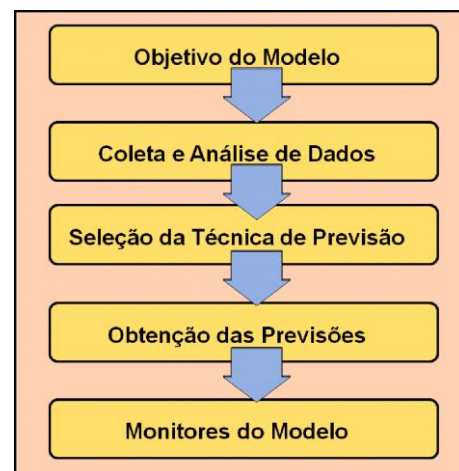 Objetivo do Modelo
Coleta e Análise de Dados
Seleção da Técnica de Previsão
Obtenção das Previsões
Monitores do Modelo